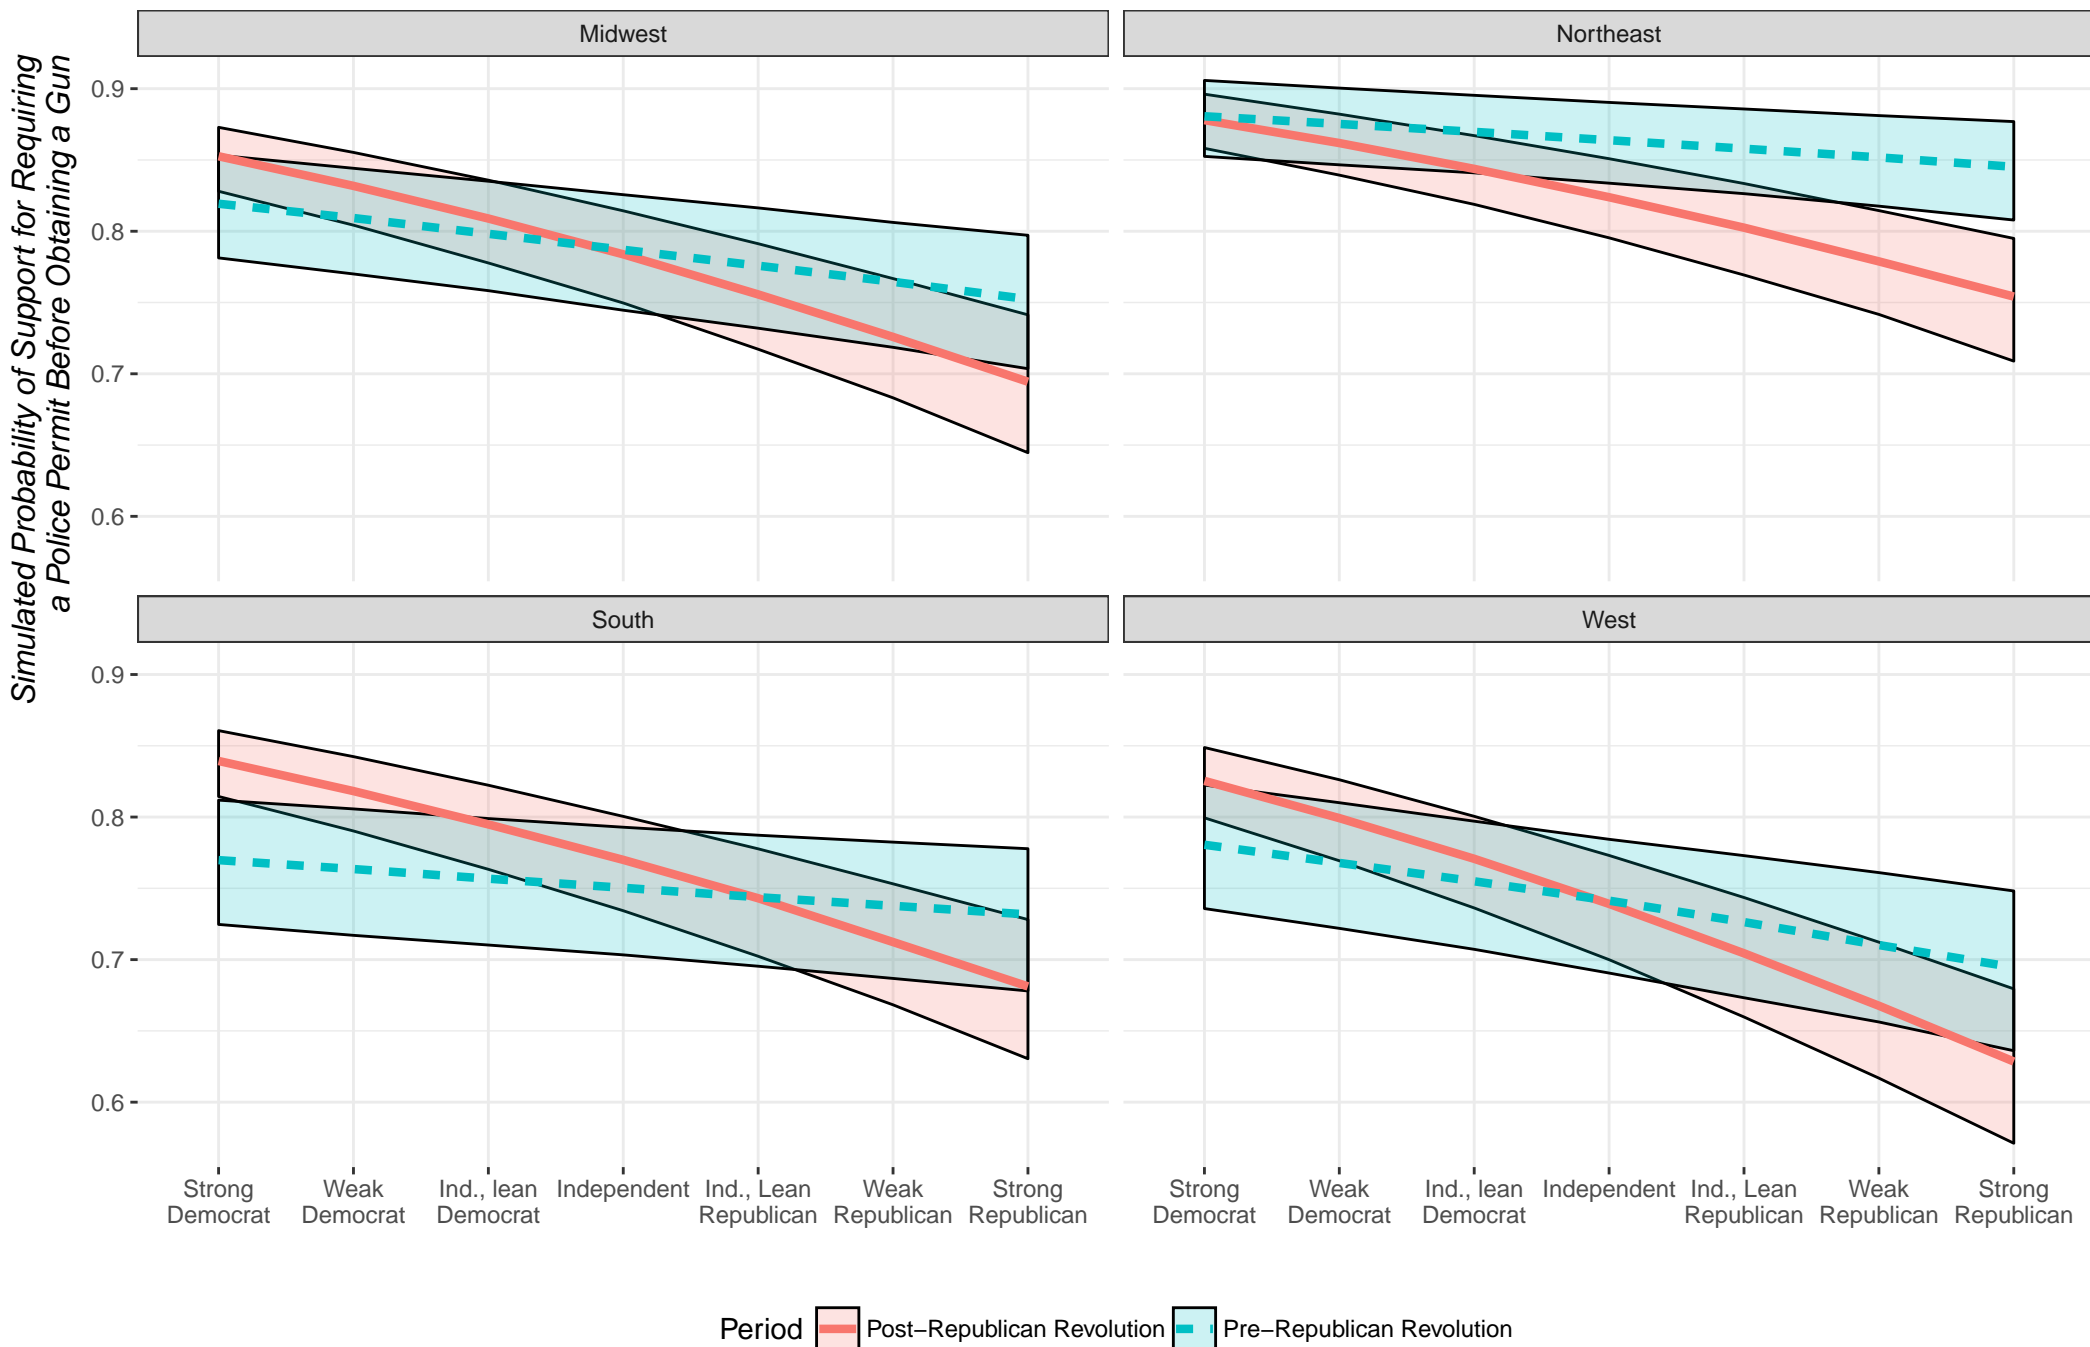 Simulated Probability of Support for Requiring
a Police Permit Before Obtaining a Gun
Midwest
Northeast
0.9
0.8
0.7
0.6
South
West
0.9
0.8
0.7
0.6
Strong Democrat
Weak Democrat
Ind., lean Democrat
Independent
Ind., Lean Republican
Weak Republican
Strong Republican
Strong Democrat
Weak Democrat
Ind., lean Democrat
Independent
Ind., Lean Republican
Weak Republican
Strong Republican
Period Post−Republican Revolution Pre−Republican Revolution